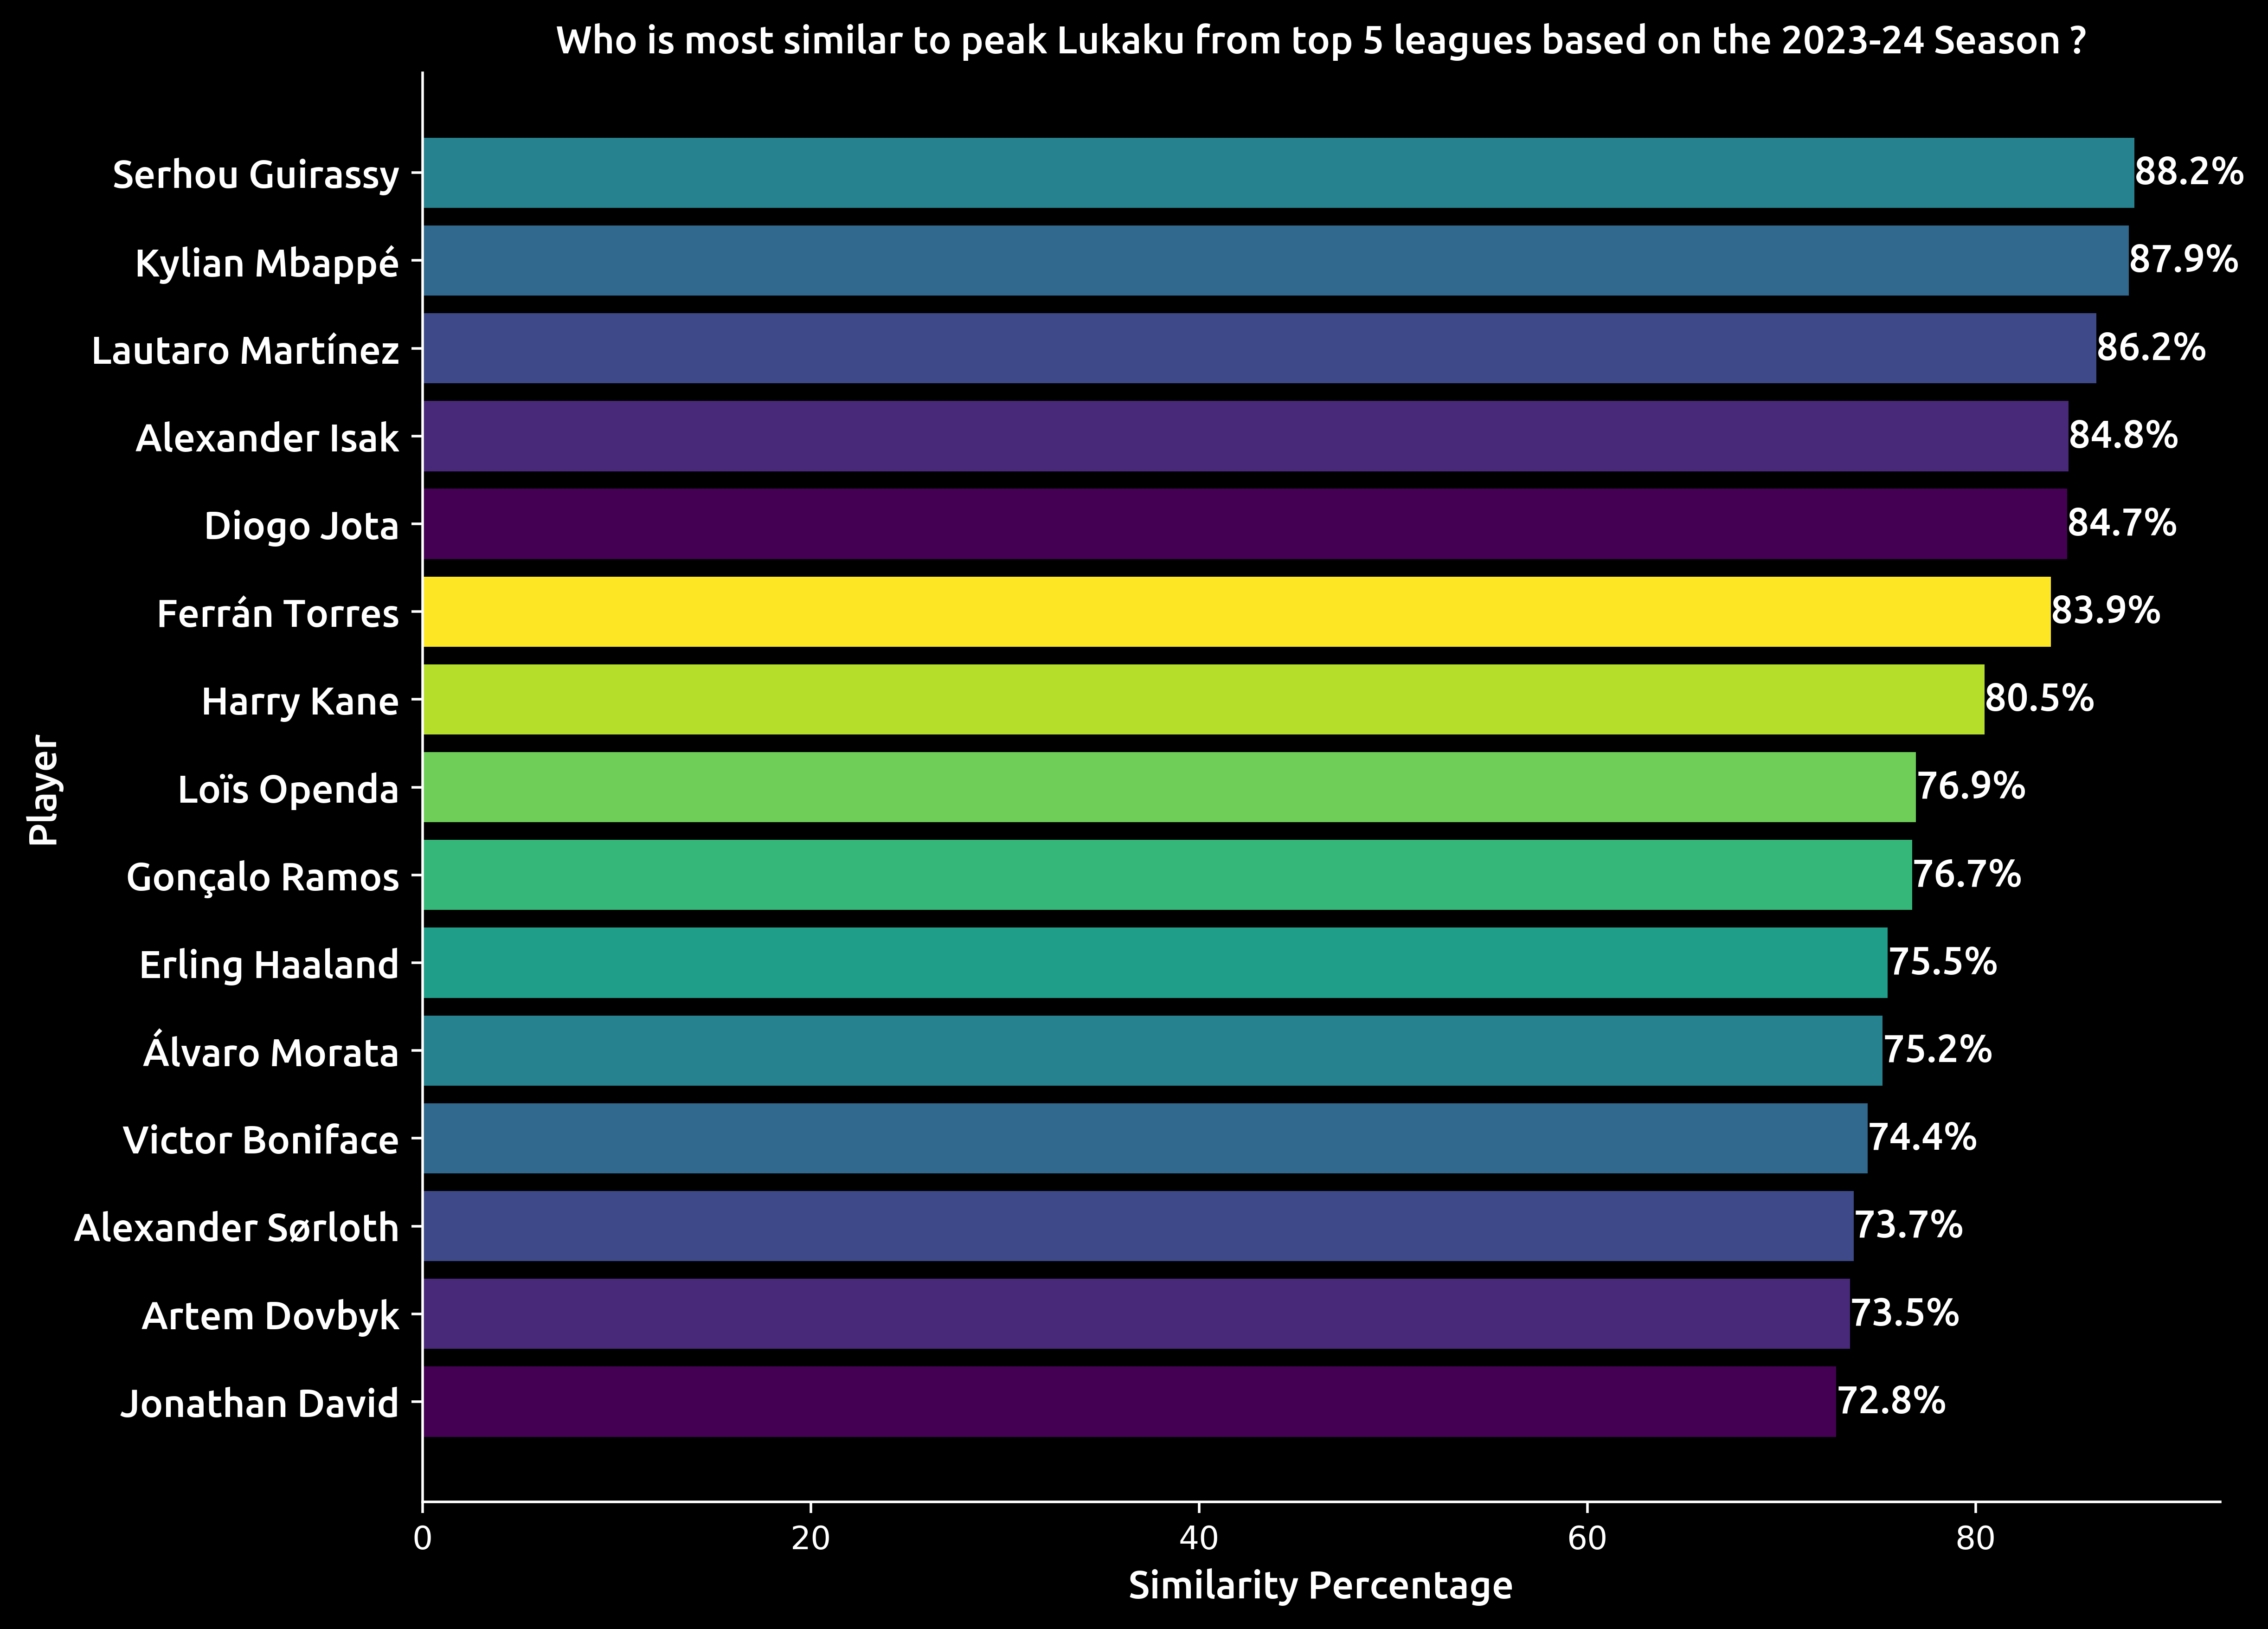 Who is most similar to peak Lukaku from top 5 leagues based on the 2023-24 Season ?
Player
Serhou Guirassy 88.2%
Kylian Mbappé 87.9%
Lautaro Martínez 86.2%
Alexander Isak 84.8%
Diogo Jota 84.7%
Ferrán Torres 83.9%
Harry Kane 80.5%
Loïs Openda 76.9%
Gonçalo Ramos 76.7%
Erling Haaland 75.5%
Álvaro Morata 75.2%
Victor Boniface 74.4%
Alexander Sørloth 73.7%
Artem Dovbyk 73.5%
Jonathan David 72.8%
0 20 40 60 80
Similarity Percentage